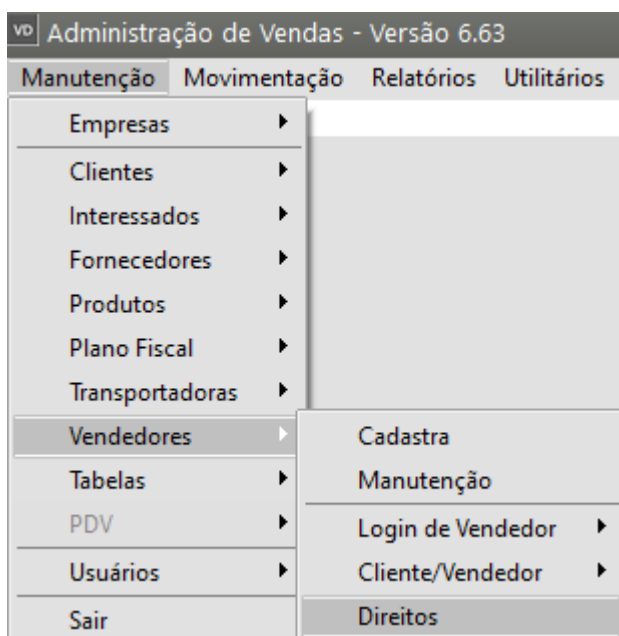 VD Administração de Vendas - Versão 6.63
Manutenção Movimentação Relatórios Utilitários
Empresas
Clientes
Interessados
Fornecedores
Produtos
Plano Fiscal
Transportadoras
Vendedores
Tabelas
PDV
Usuários
Sair
Cadastra
Manutenção
Login de Vendedor
Cliente/Vendedor
Direitos